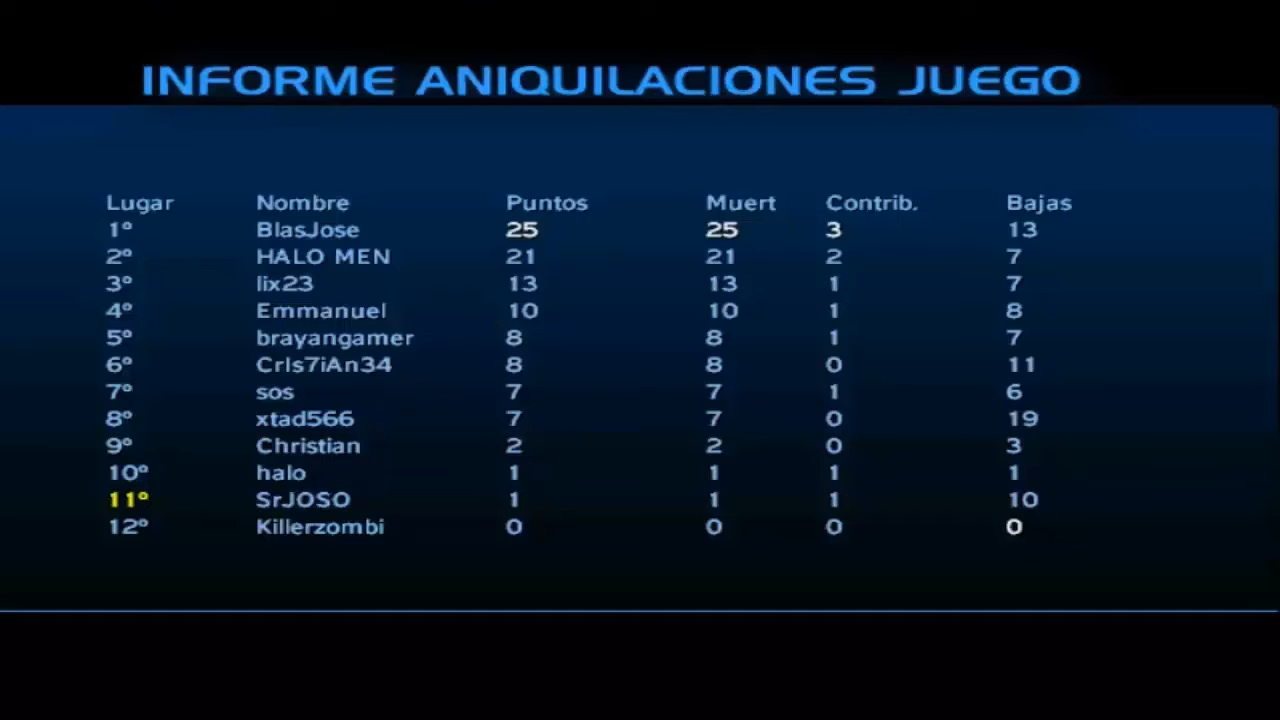 INFORME ANIQUILACIONES JUEGO
Lugar Nombre Puntos Muert Contrib. Bajas
1º BlasJose 25 25 3 13
2º HALO MEN 21 21 2 7
3º lix23 13 13 1 7
4º Emmanuel 10 10 1 8
5º brayangamer 8 8 1 7
6º CrIs7iAn34 8 8 0 11
7º sos 7 7 1 6
8º xtad566 7 7 0 19
9º Christian 2 2 0 3
10º halo 1 1 1 1
11º SrJOSO 1 1 1 10
12º Killerzombi 0 0 0 0